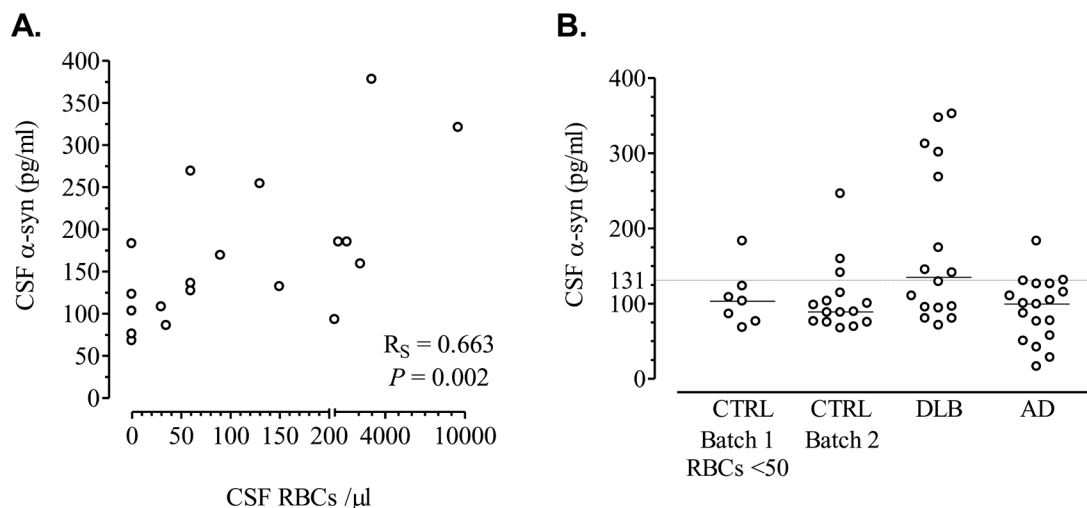 A.
CSF α-syn (pg/ml)
400
350
300
250
200
150
100
50
0
R_S = 0.663
P = 0.002
0 50 100 150 200 4000 10000
CSF RBCs /µl
B.
CSF α-syn (pg/ml)
400
300
200
131
100
0
CTRL
Batch 1
RBCs <50
CTRL
Batch 2
DLB
AD